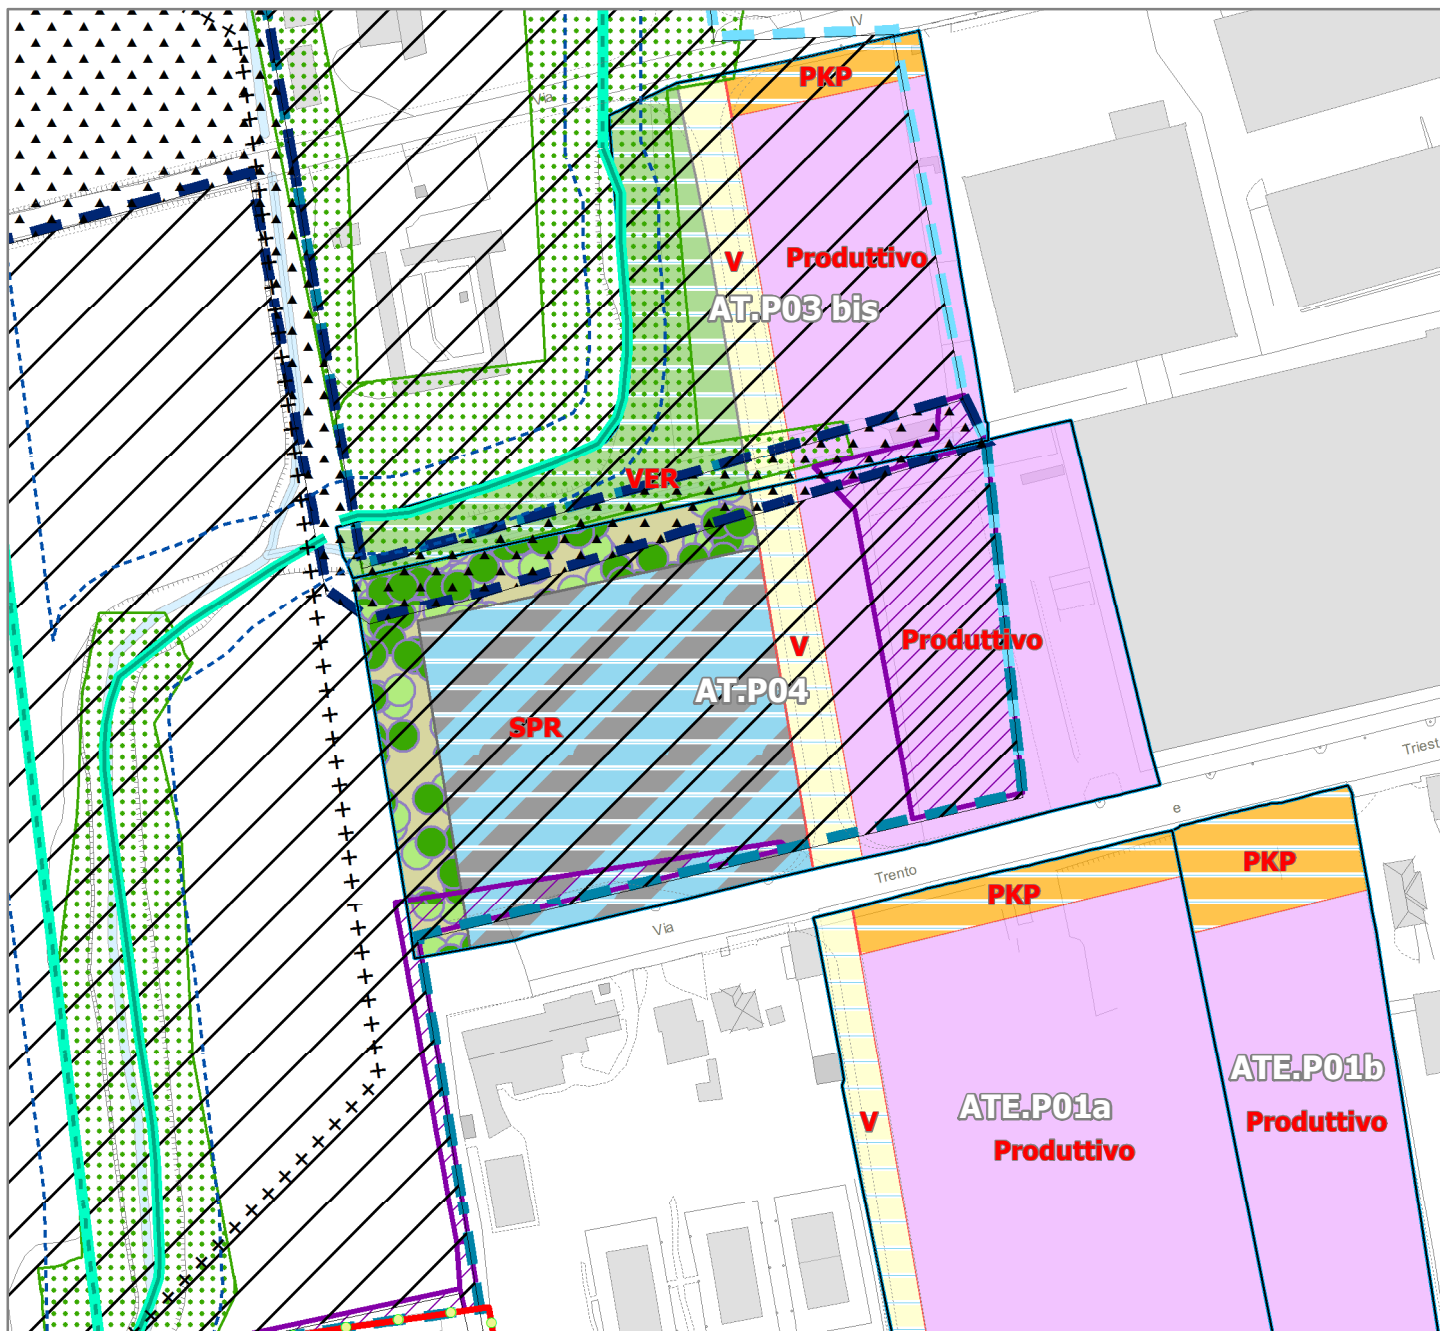 IV
PKP
Via
V
Produttivo
AT.P03 bis
VER
Produttivo
V
AT.P04
SPR
Triest
e
Trento
Via
PKP
PKP
ATE.P01b
ATE.P01a
V
Produttivo
Produttivo